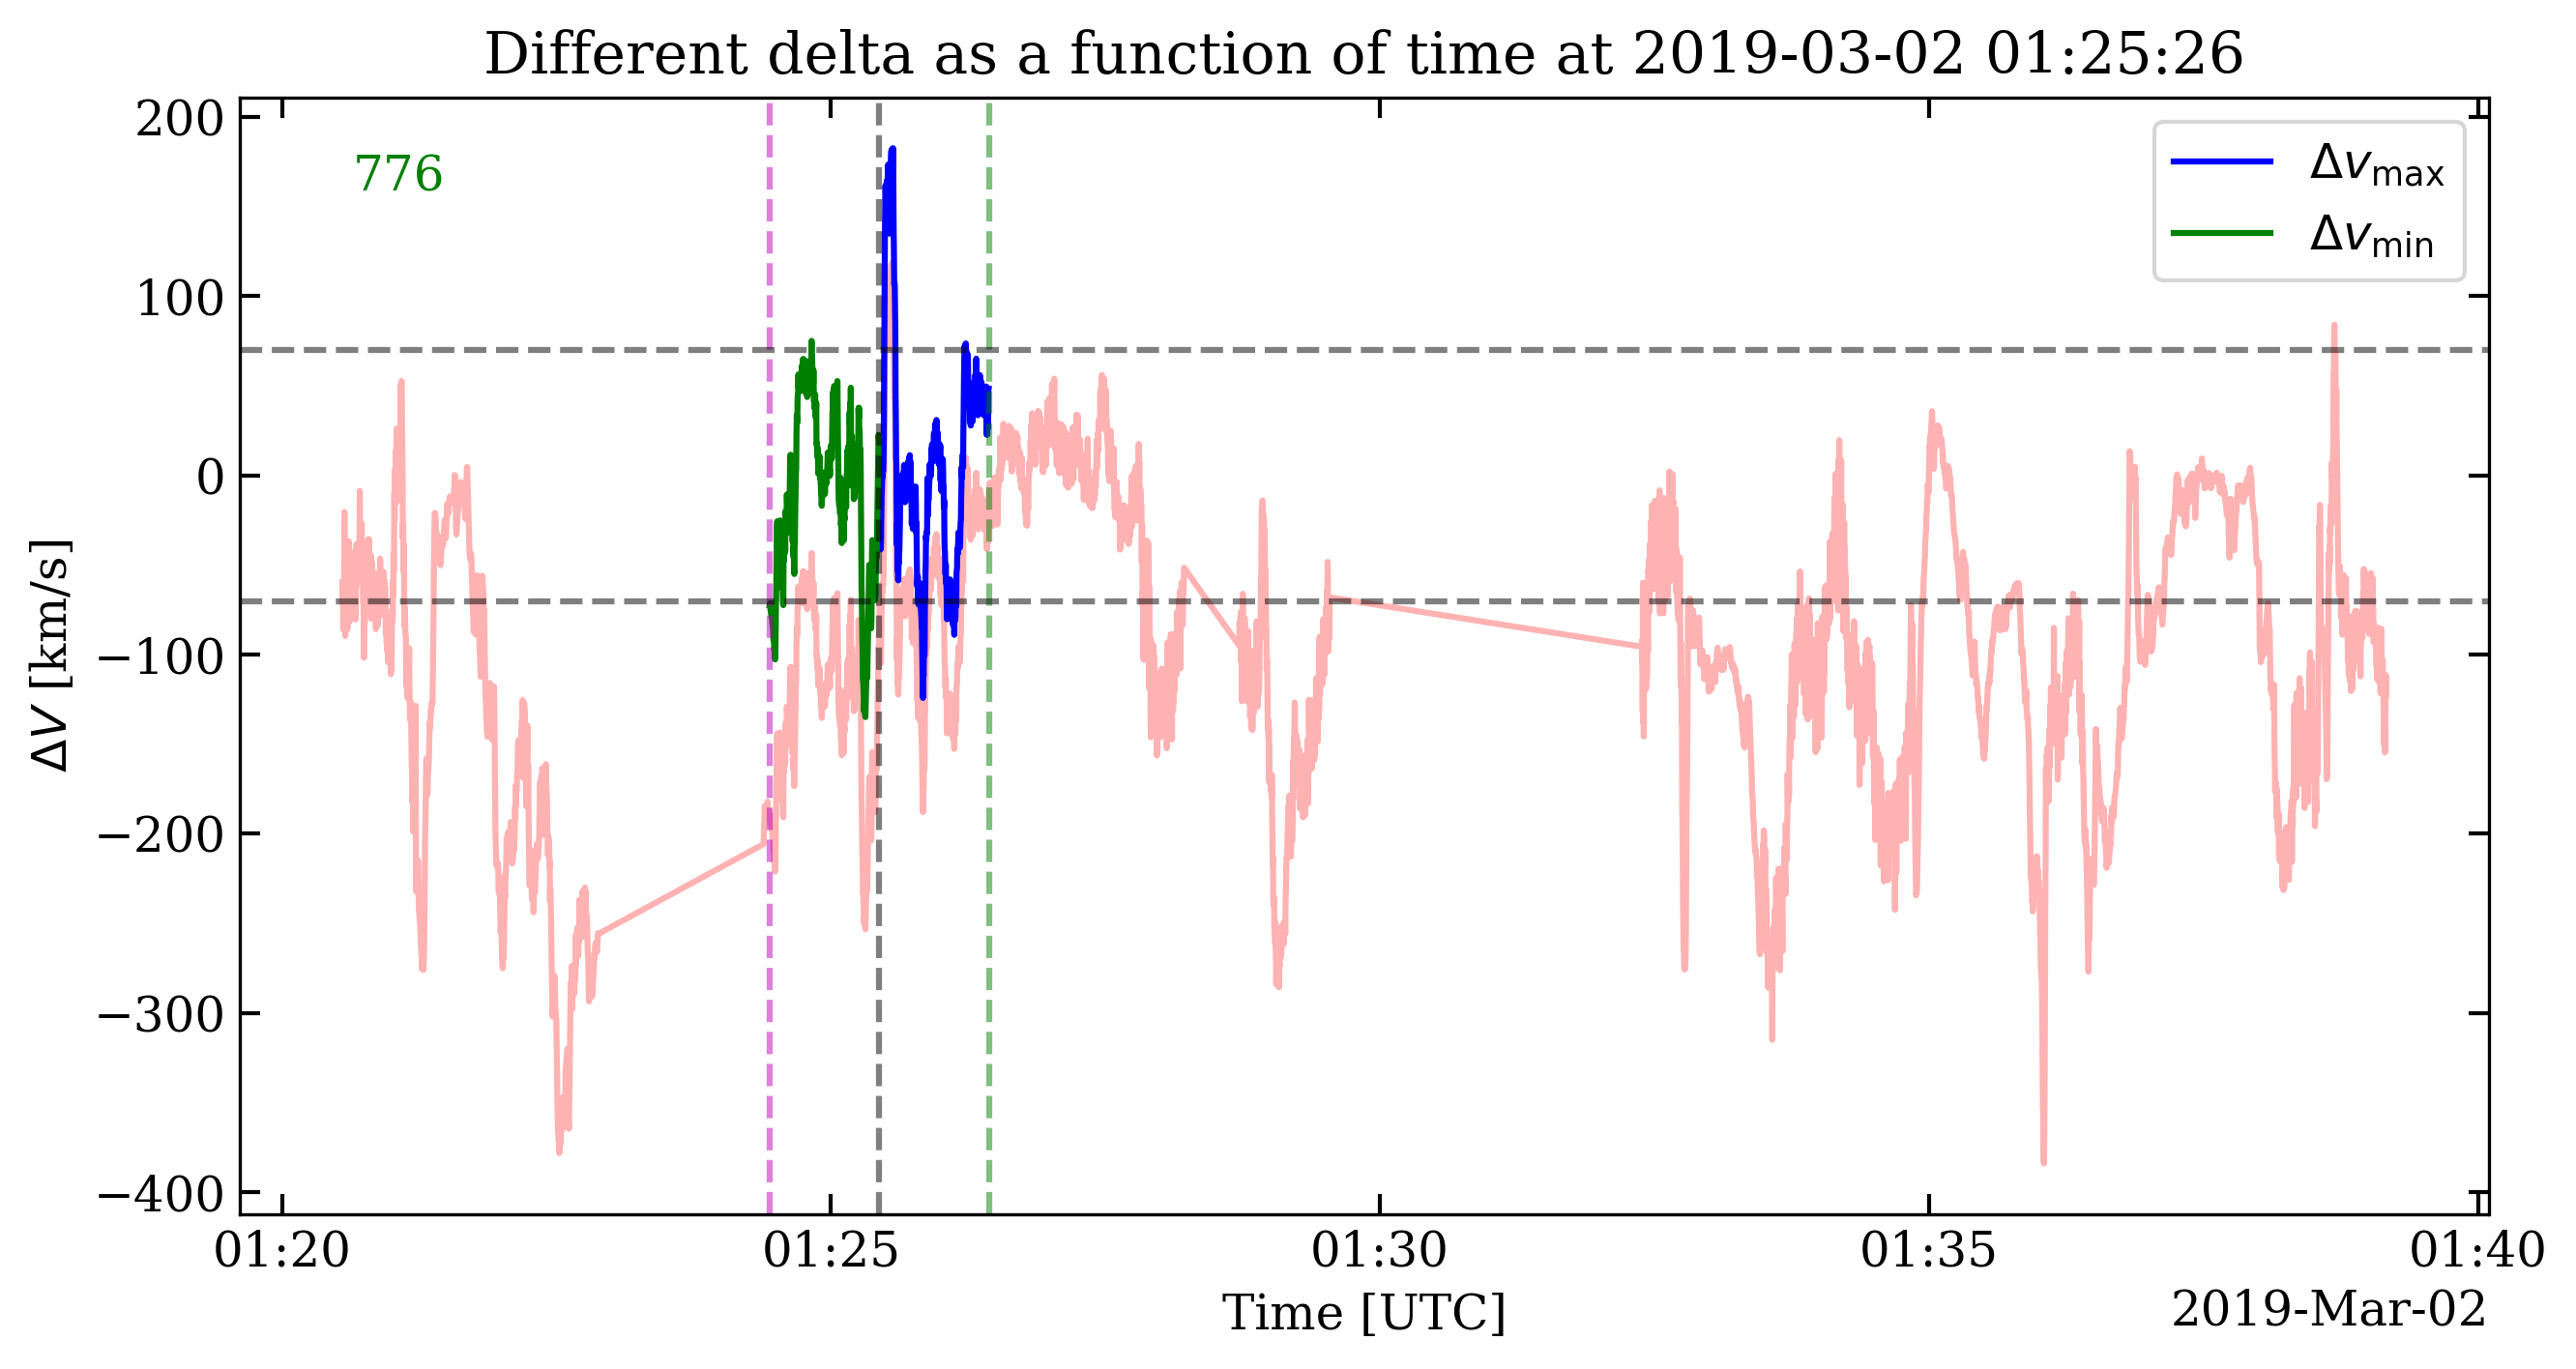 Different delta as a function of time at 2019-03-02 01:25:26
776
Δv_max
Δv_min
200
100
0
−100
−200
−300
−400
ΔV [km/s]
01:20 01:25 01:30 01:35 01:40
Time [UTC]
2019-Mar-02